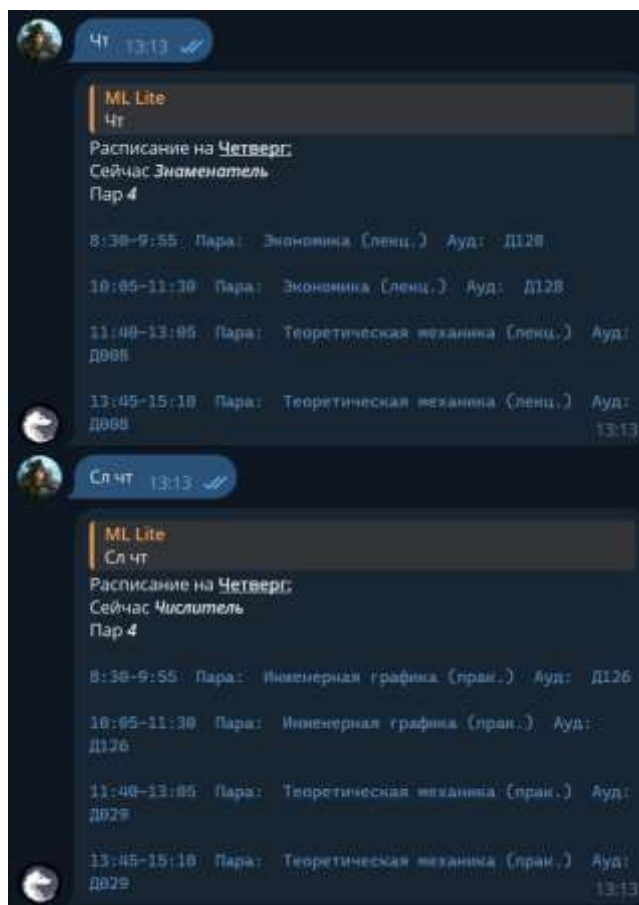 Чт 13:13
ML Lite
Чт
Расписание на Четверг:
Сейчас Знаменатель
Пар 4
8:30-9:55 Пара: Экономика (лекц.) Ауд: Д128
10:05-11:30 Пара: Экономика (лекц.) Ауд: Д128
11:40-13:05 Пара: Теоретическая механика (лекц.) Ауд:
Д008
13:45-15:10 Пара: Теоретическая механика (лекц.) Ауд:
Д008
13:13
Сл чт 13:13
ML Lite
Сл чт
Расписание на Четверг:
Сейчас Числитель
Пар 4
8:30-9:55 Пара: Инженерная графика (прак.) Ауд: Д126
10:05-11:30 Пара: Инженерная графика (прак.) Ауд:
Д126
11:40-13:05 Пара: Теоретическая механика (прак.) Ауд:
Д029
13:45-15:10 Пара: Теоретическая механика (прак.) Ауд:
Д029
13:13